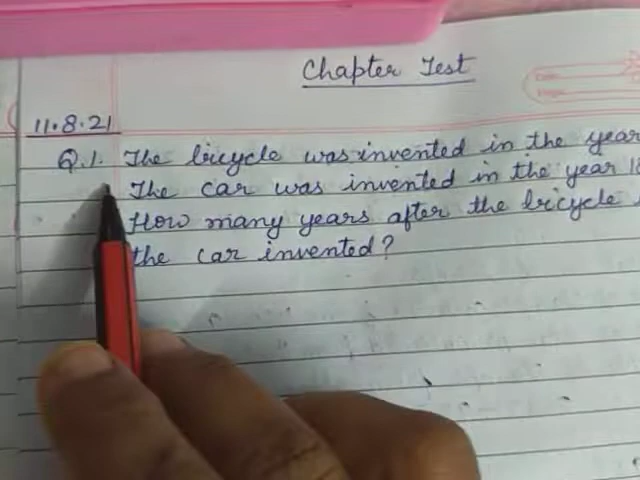 Chapter Test
11.8.21
Q.1. The bicycle was invented in the year
The car was invented in the year 18
How many years after the bicycle
the car invented?